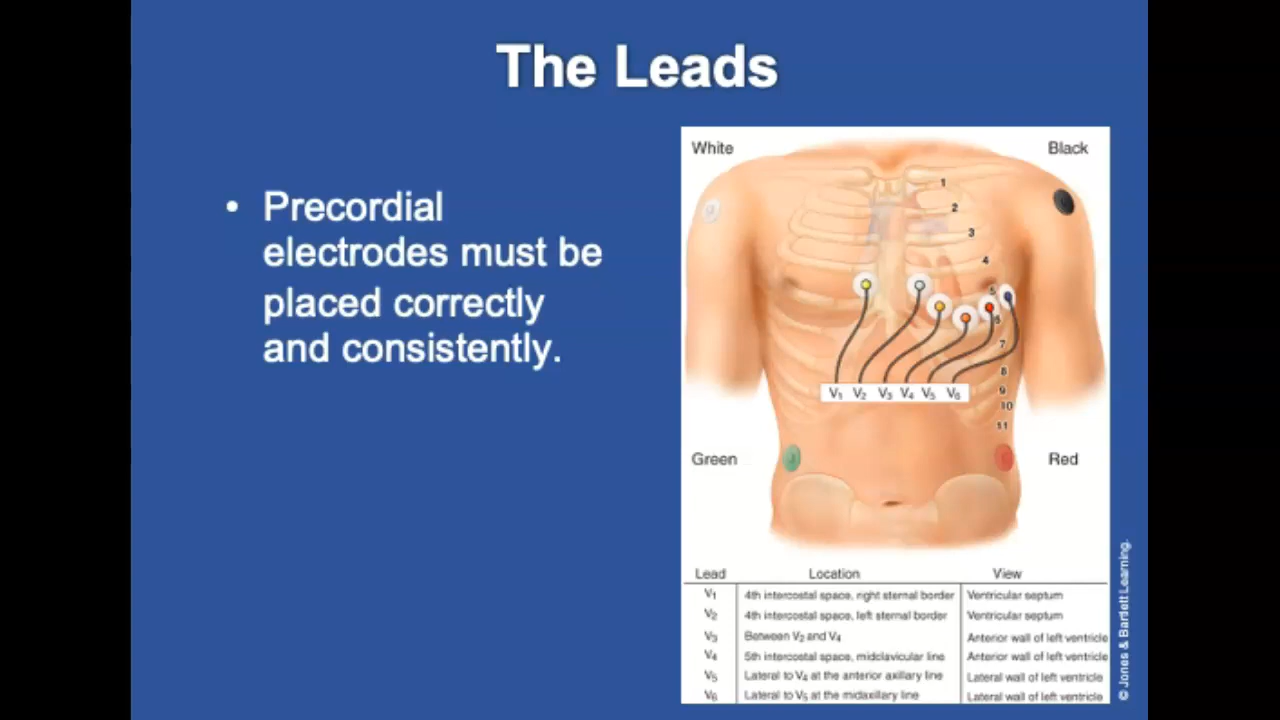 The Leads
• Precordial
electrodes must be
placed correctly
and consistently.
White
Black
1
2
3
4
5
6
7
8
9
10
11
V1 V2 V3 V4 V5 V6
Green
Red
Lead Location View
V1 4th intercostal space, right sternal border Ventricular septum
V2 4th intercostal space, left sternal border Ventricular septum
V3 Between V2 and V4 Anterior wall of left ventricle
V4 5th intercostal space, midclavicular line Anterior wall of left ventricle
V5 Lateral to V4 at the anterior axillary line Lateral wall of left ventricle
V6 Lateral to V5 at the midaxillary line Lateral wall of left ventricle
© Jones & Bartlett Learning.